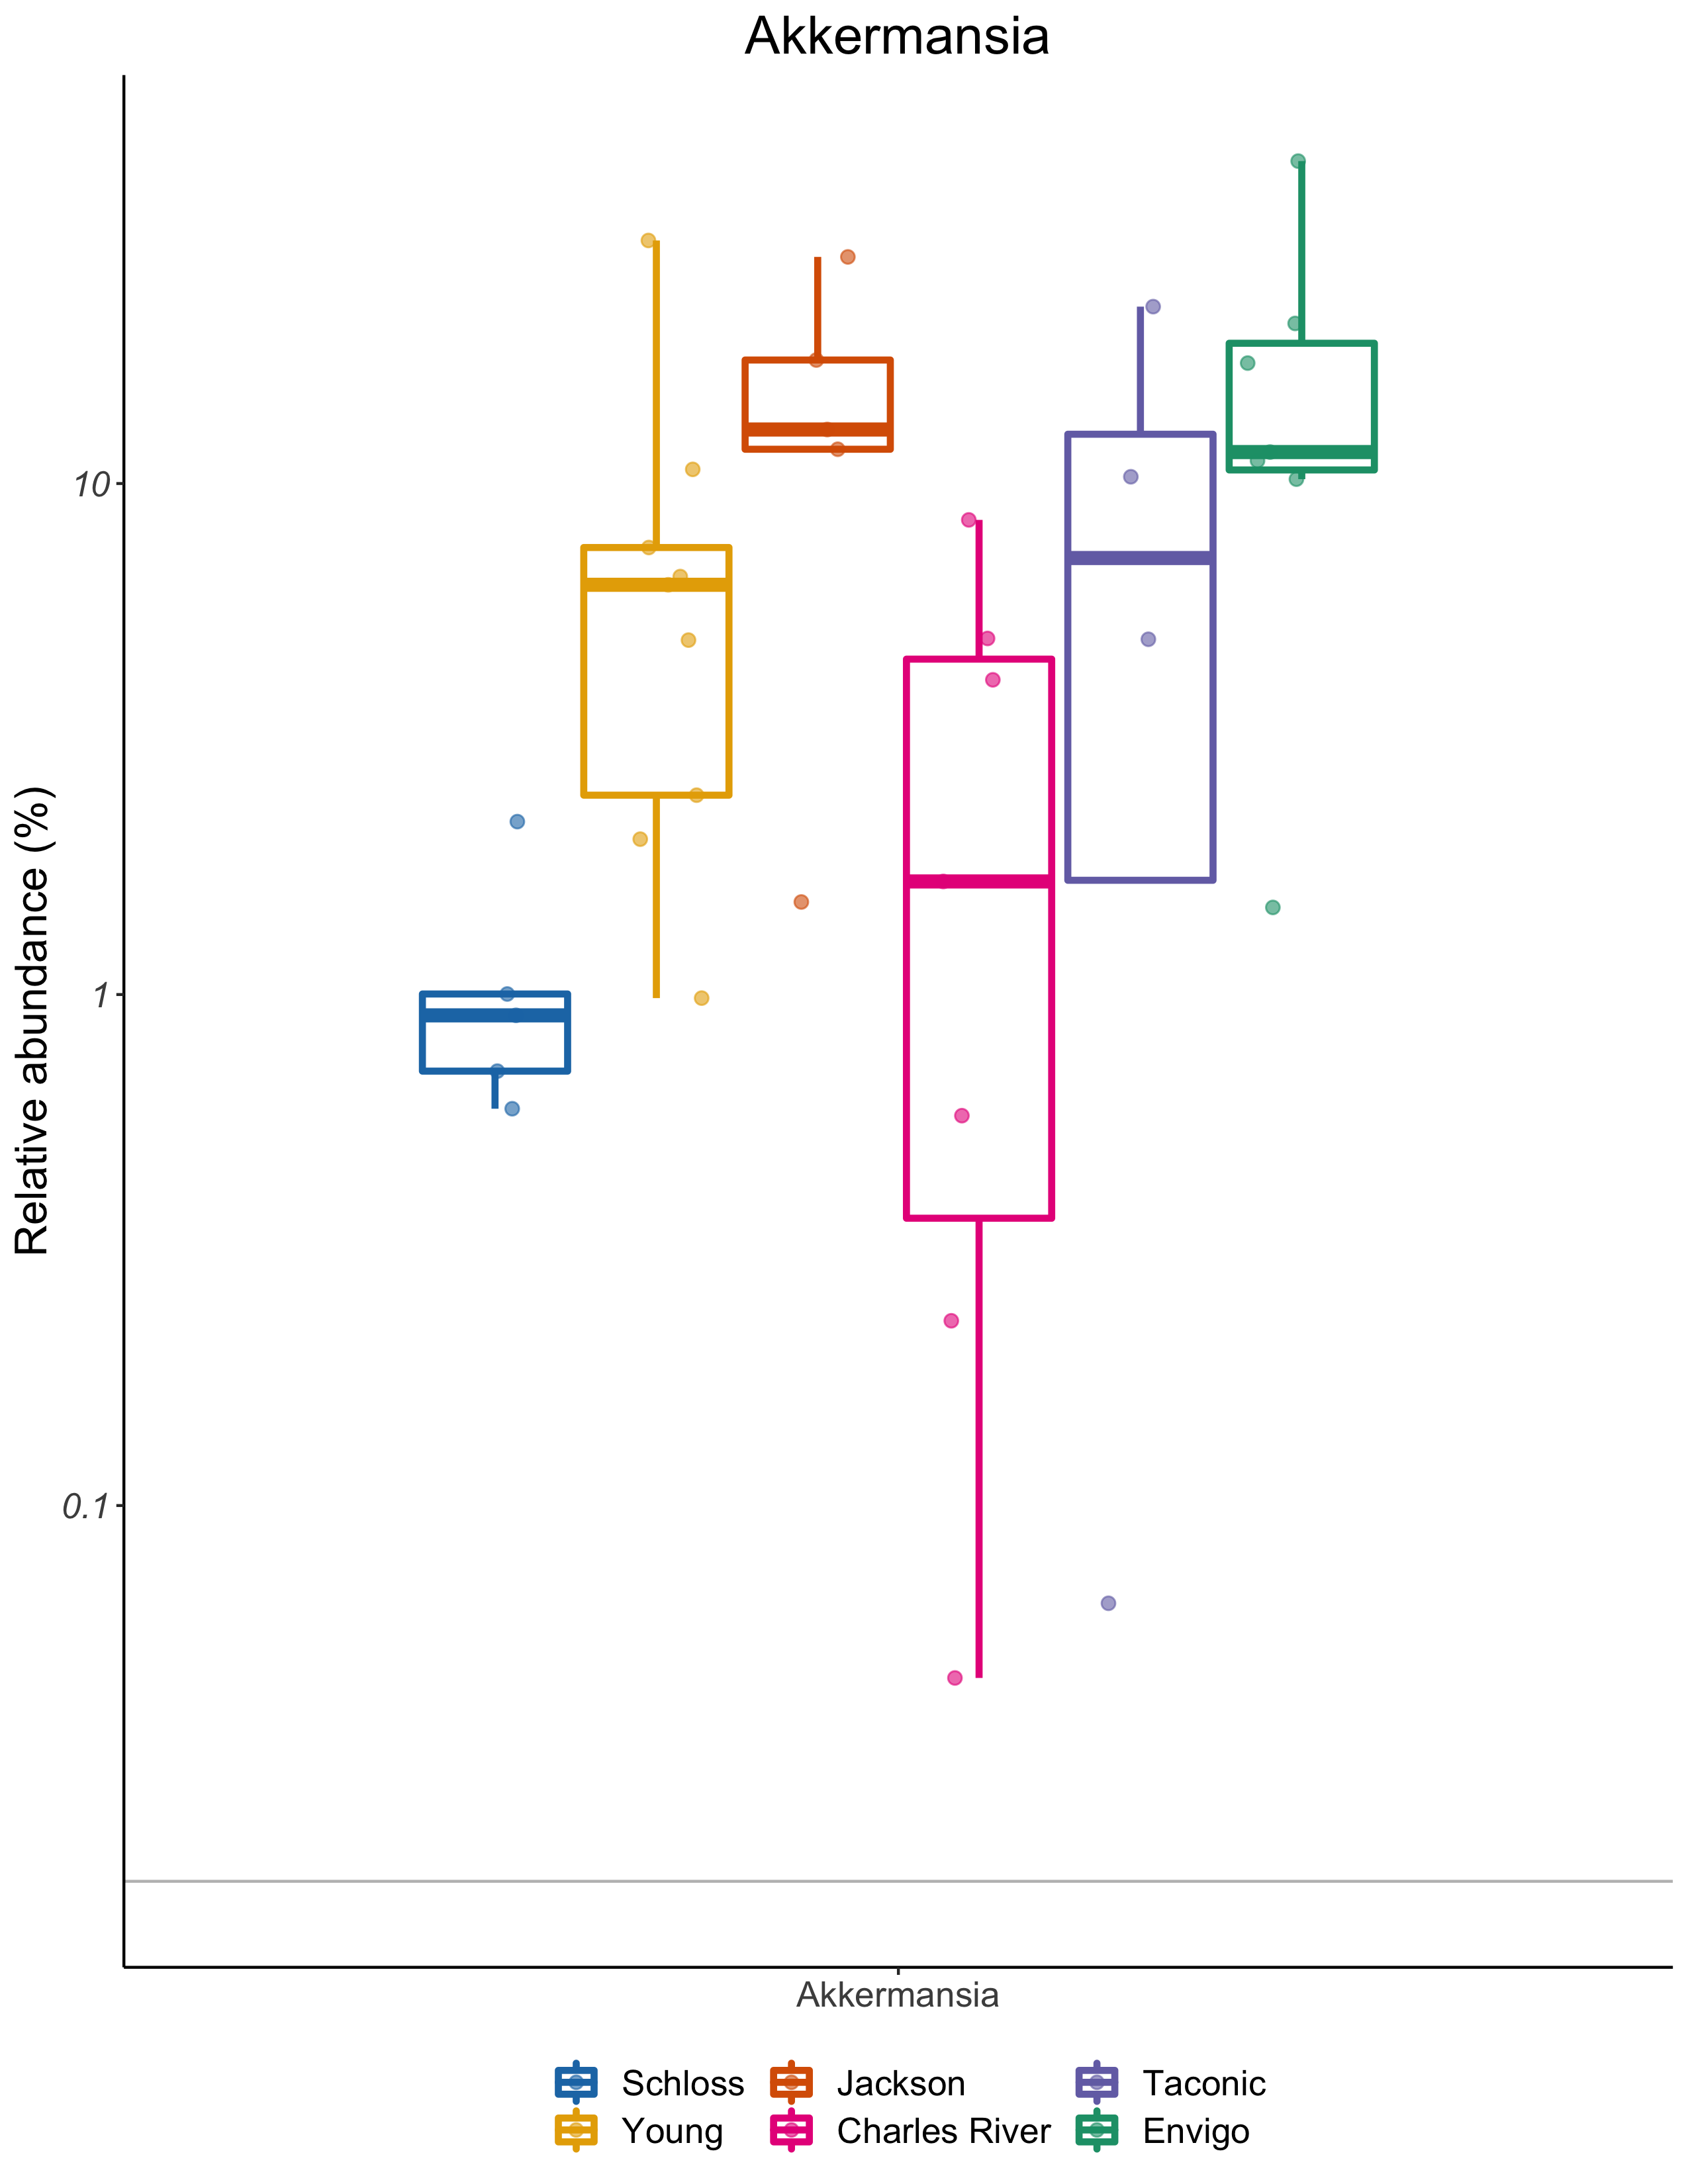 Akkermansia
Relative abundance (%)
10
1
0.1
Akkermansia
Schloss
Jackson
Taconic
Young
Charles River
Envigo